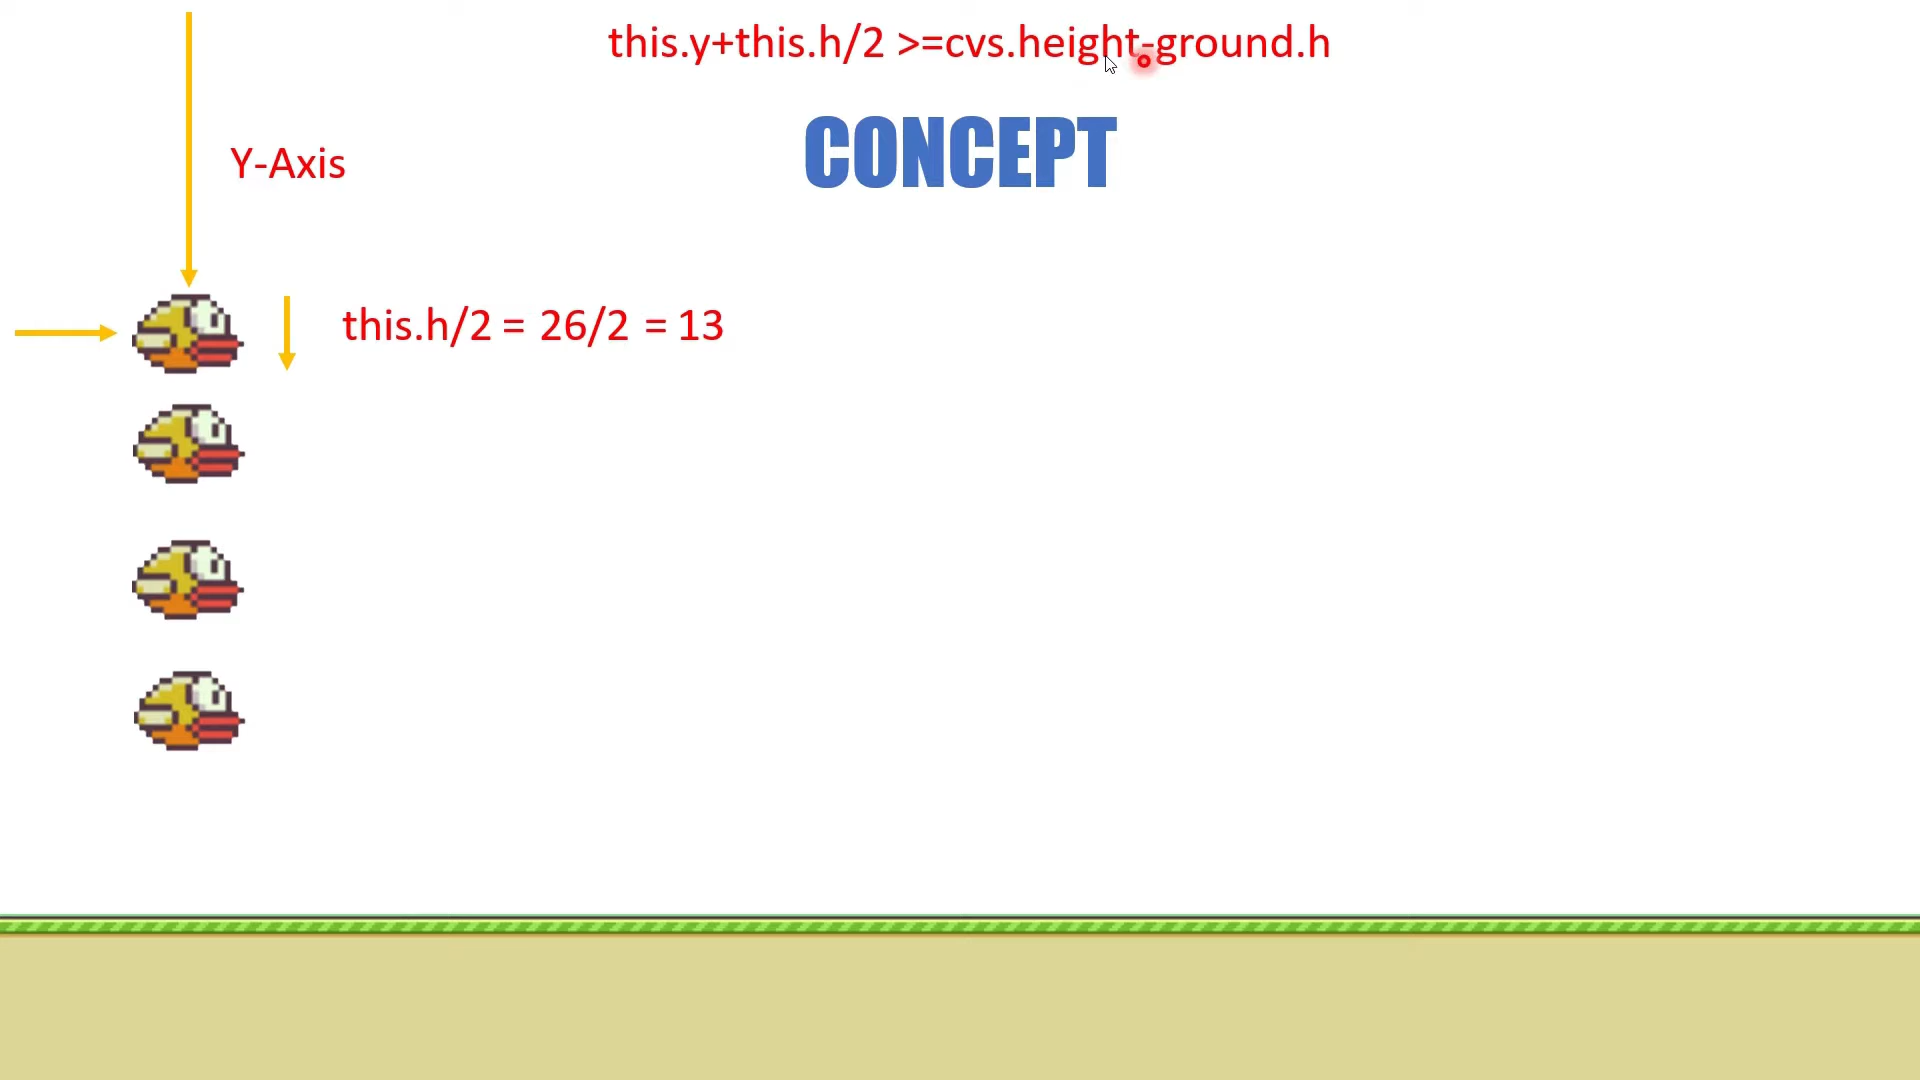 this.y+this.h/2 >=cvs.height-ground.h
CONCEPT
Y-Axis
this.h/2 = 26/2 = 13